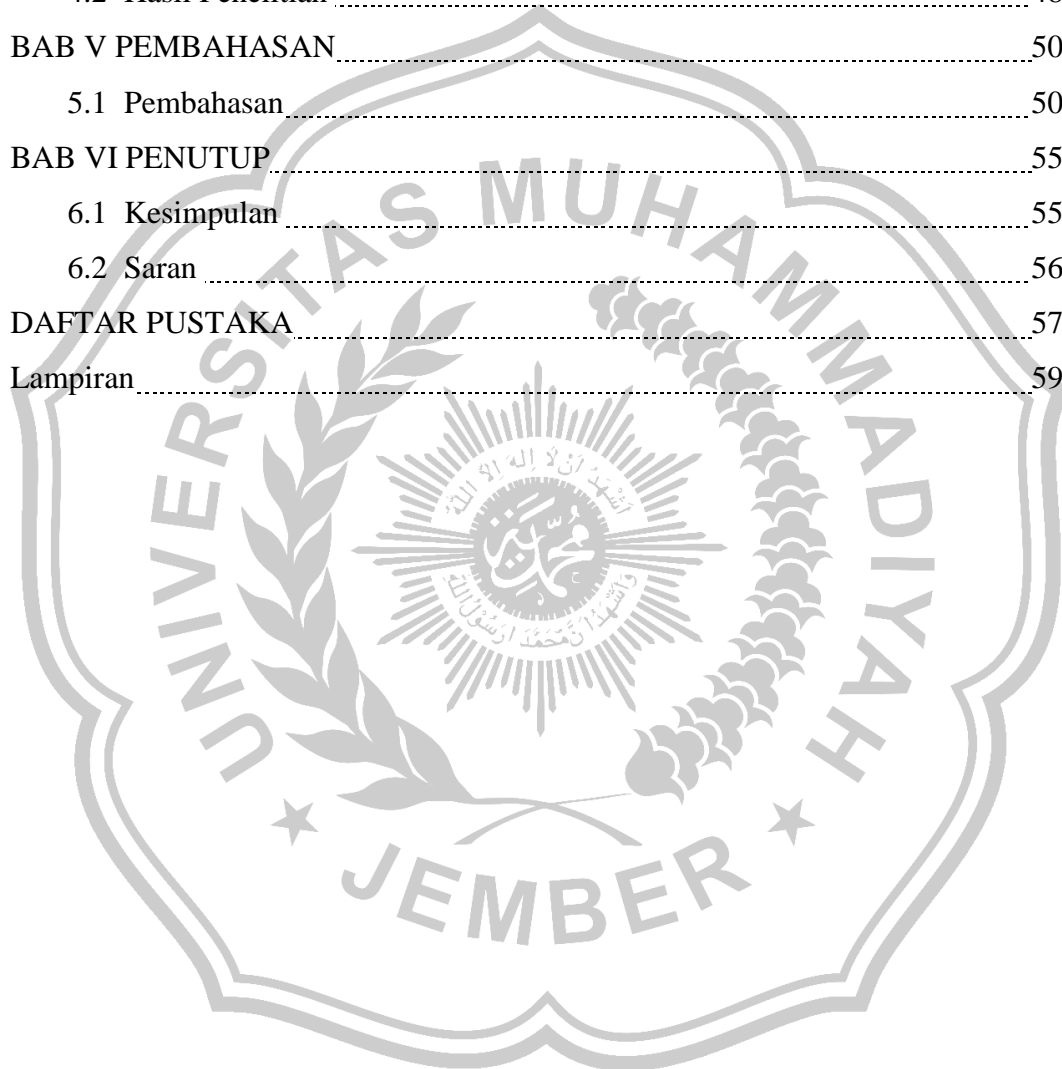 BAB V PEMBAHASAN 50
5.1 Pembahasan 50
BAB VI PENUTUP 55
6.1 Kesimpulan 55
6.2 Saran 56
DAFTAR PUSTAKA 57
Lampiran 59
UNIVERSITAS MUHAMMADIYAH
JEMBER